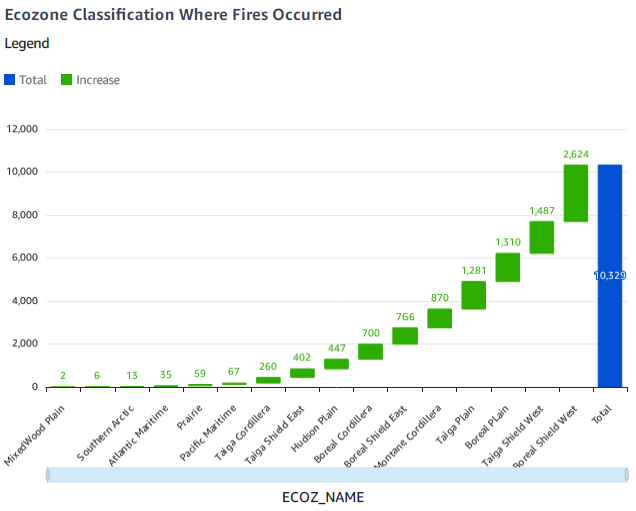 Ecozone Classification Where Fires Occurred
Legend
Total Increase
12,000
10,000
8,000
6,000
4,000
2,000
0
2 6 13 35 59 67 260 402 447 700 766 870 1,281 1,310 1,487 2,624 10,329
MixedWood Plain
Southern Arctic
Atlantic Maritime
Prairie
Pacific Maritime
Taiga Cordillera
Taiga Shield East
Hudson Plain
Boreal Cordillera
Boreal Shield East
Montane Cordillera
Taiga Plain
Boreal PLain
Taiga Shield West
Boreal Shield West
Total
ECOZ_NAME